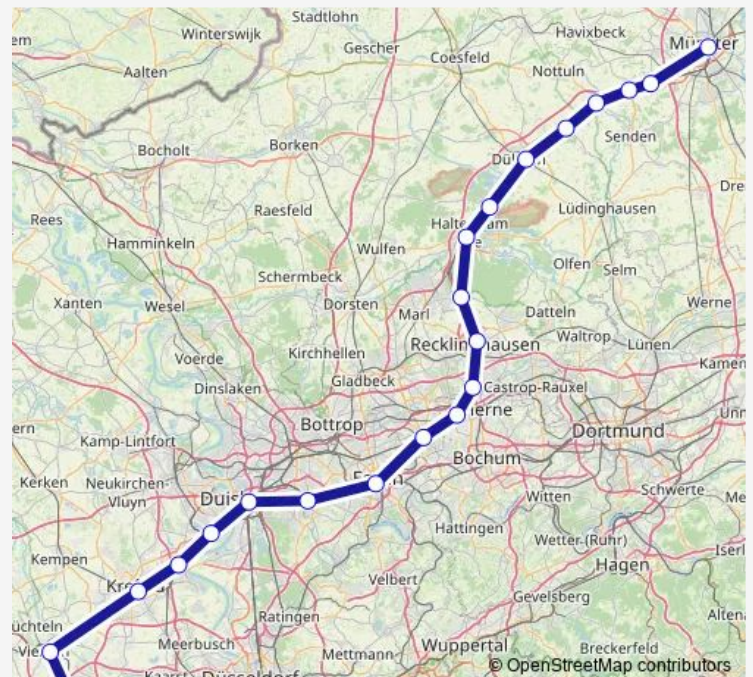 Stadtlohn
Winterswijk
Havixbeck
Gescher
Coesfeld
Aalten
Nottuln
Senden
Bocholt
Borken
Raesfeld
Lüdinghausen
Rees
Hamminkeln
Wulfen
Olfen
Selm
Schermbeck
Xanten
Wesel
Dorsten
Marl
Datteln
Werne
Waltrop
Lünen
Voerde
Kirchhellen
Kamen
Dinslaken
Gladbeck
Castrop-Rauxel
Bottrop
Dortmund
Kamp-Lintfort
Bochum
Kerken
Neukirchen-
Vluyn
Witten
Schwerte
Hattingen
Wetter (Ruhr)
Kempen
Hagen
Velbert
Gevelsberg
Ratingen
Meerbusch
Mettmann
Wuppertal
Breckerfeld
© OpenStreetMap contributors